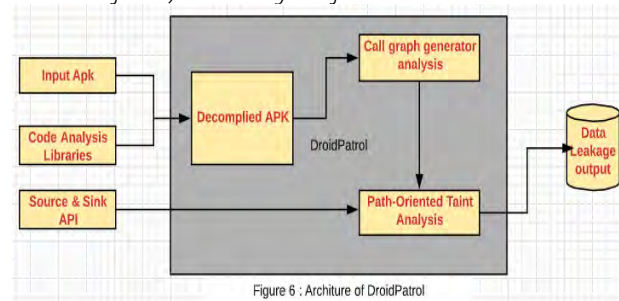 Input Apk
Code Analysis
Libraries
Source & Sink
API
Decomplied APK
DroidPatrol
Call graph generator
analysis
Path-Oriented Taint
Analysis
Data
Leakage
output
Figure 6 : Architure of DroidPatrol